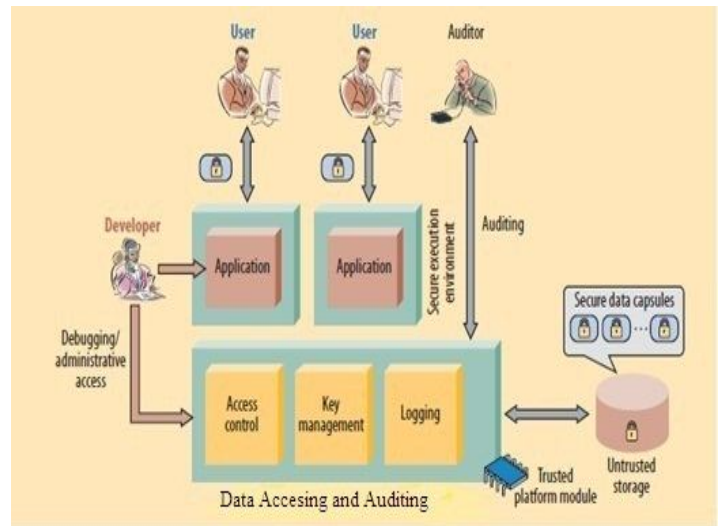 User
User
Auditor
Developer
Application
Application
Secure execution
environment
Auditing
Secure data capsules
Debugging/
administrative
access
Access
control
Key
management
Logging
Trusted
platform module
Untrusted
storage
Data Accesing and Auditing